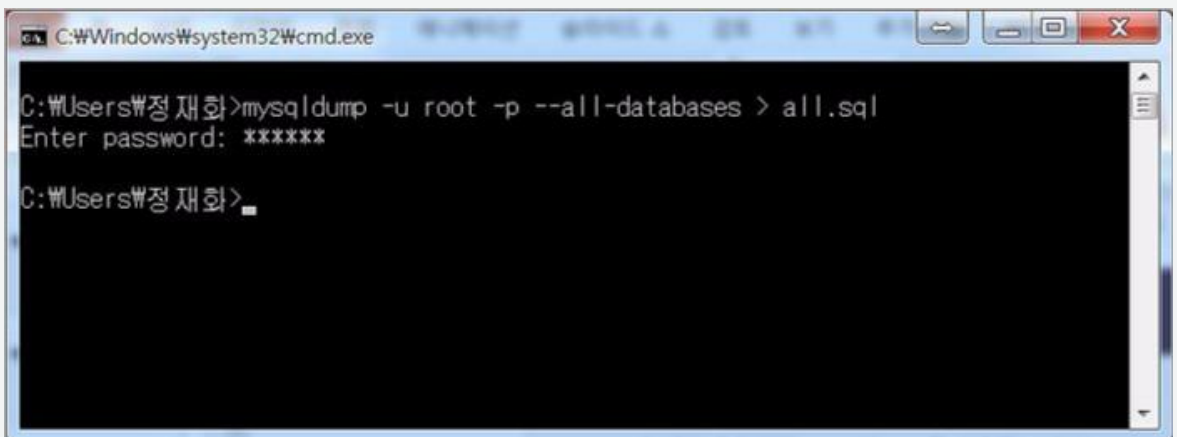 C:₩Windows₩system32₩cmd.exe
C:₩Users₩정재화>mysqldump -u root -p --all-databases > all.sql
Enter password: ******
C:₩Users₩정재화>